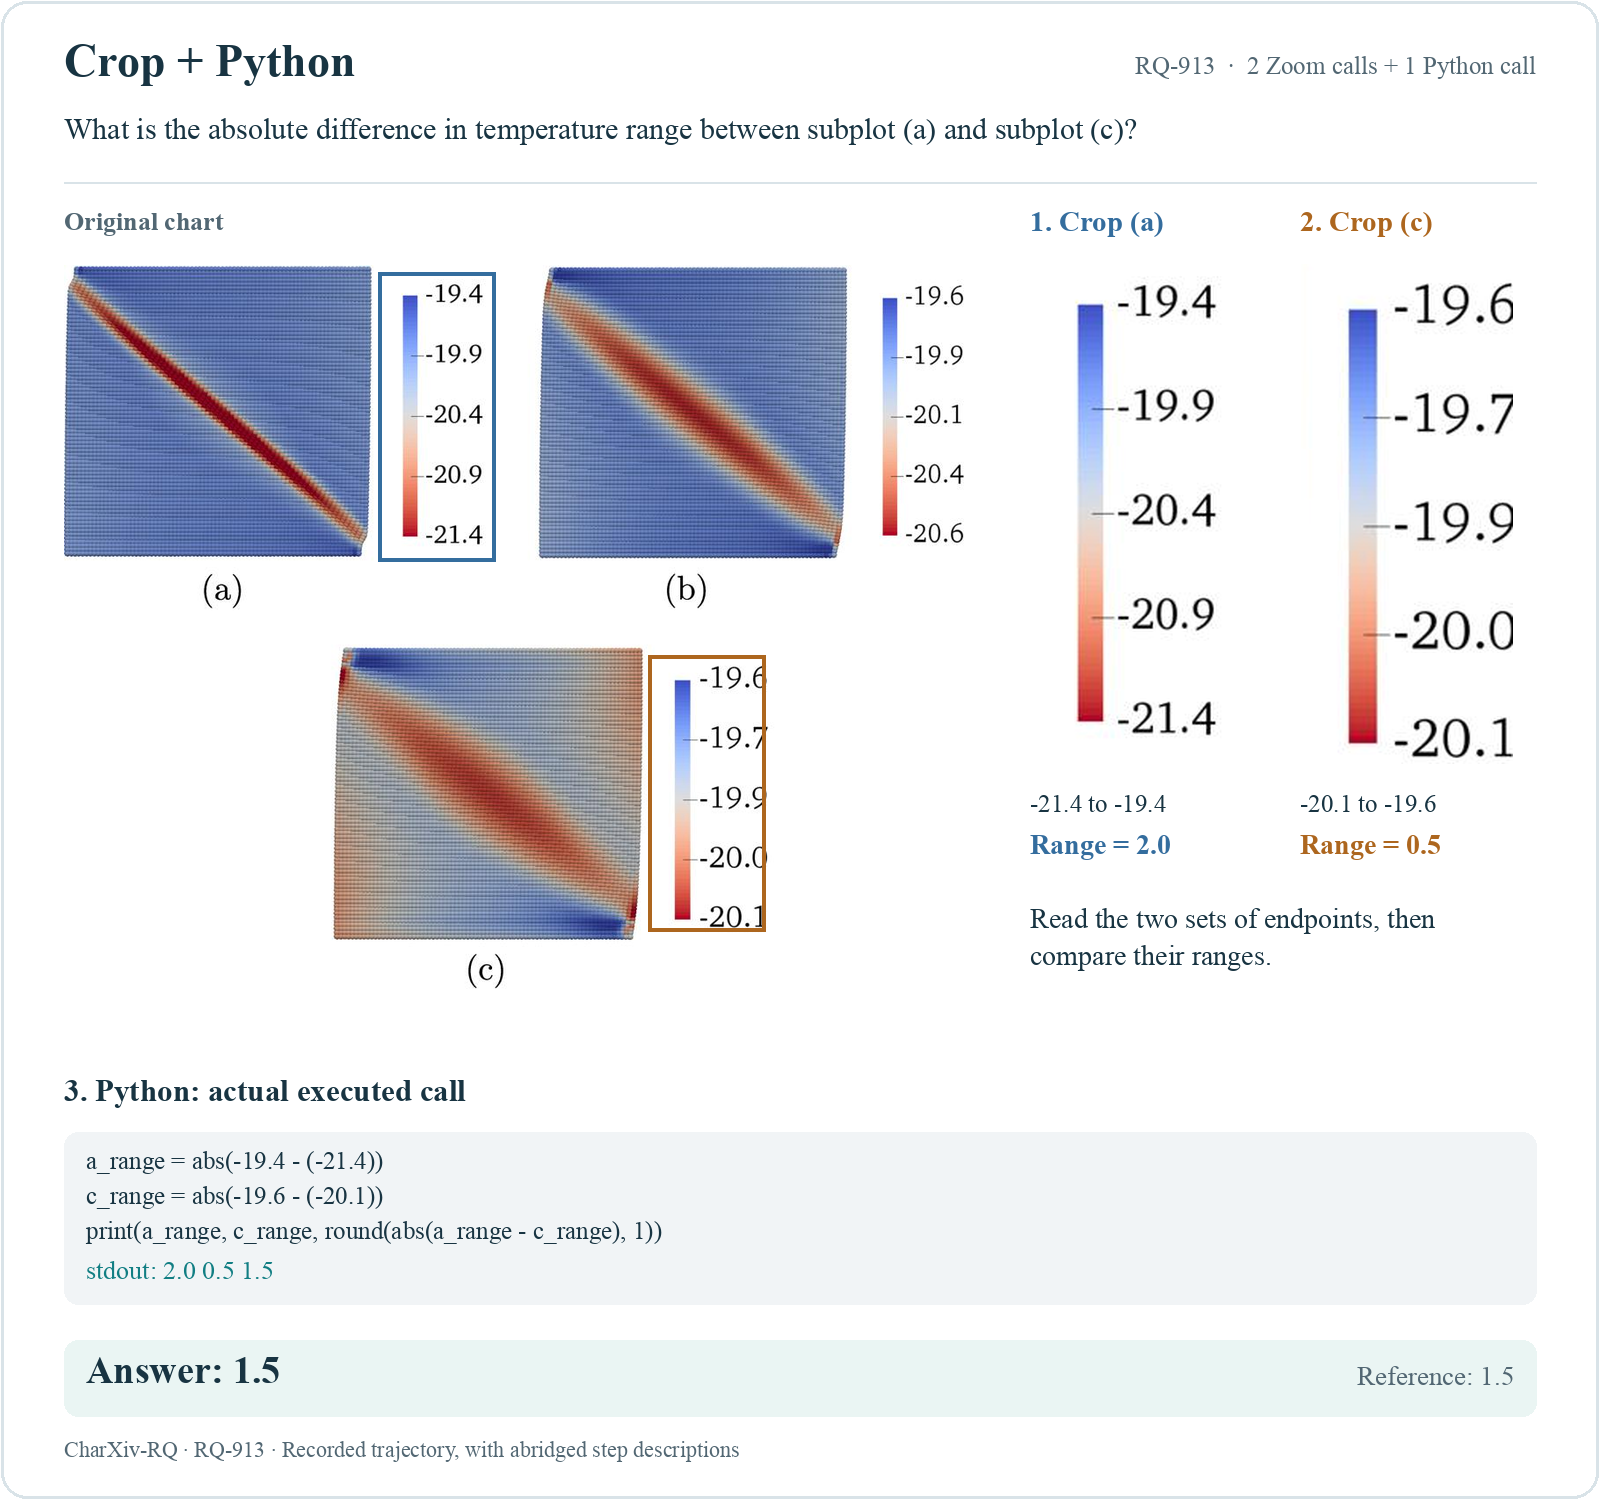 Crop + Python
RQ-913 · 2 Zoom calls + 1 Python call
What is the absolute difference in temperature range between subplot (a) and subplot (c)?
Original chart
1. Crop (a)
2. Crop (c)
-19.4
-19.9
-20.4
-20.9
-21.4
(a)
-19.6
-19.9
-20.1
-20.4
-20.6
(b)
-19.6
-19.7
-19.9
-20.0
-20.1
(c)
-19.4
-19.9
-20.4
-20.9
-21.4
-21.4 to -19.4
Range = 2.0
-19.6
-19.7
-19.9
-20.0
-20.1
-20.1 to -19.6
Range = 0.5
Read the two sets of endpoints, then
compare their ranges.
3. Python: actual executed call
a_range = abs(-19.4 - (-21.4))
c_range = abs(-19.6 - (-20.1))
print(a_range, c_range, round(abs(a_range - c_range), 1))
stdout: 2.0 0.5 1.5
Answer: 1.5
Reference: 1.5
CharXiv-RQ · RQ-913 · Recorded trajectory, with abridged step descriptions